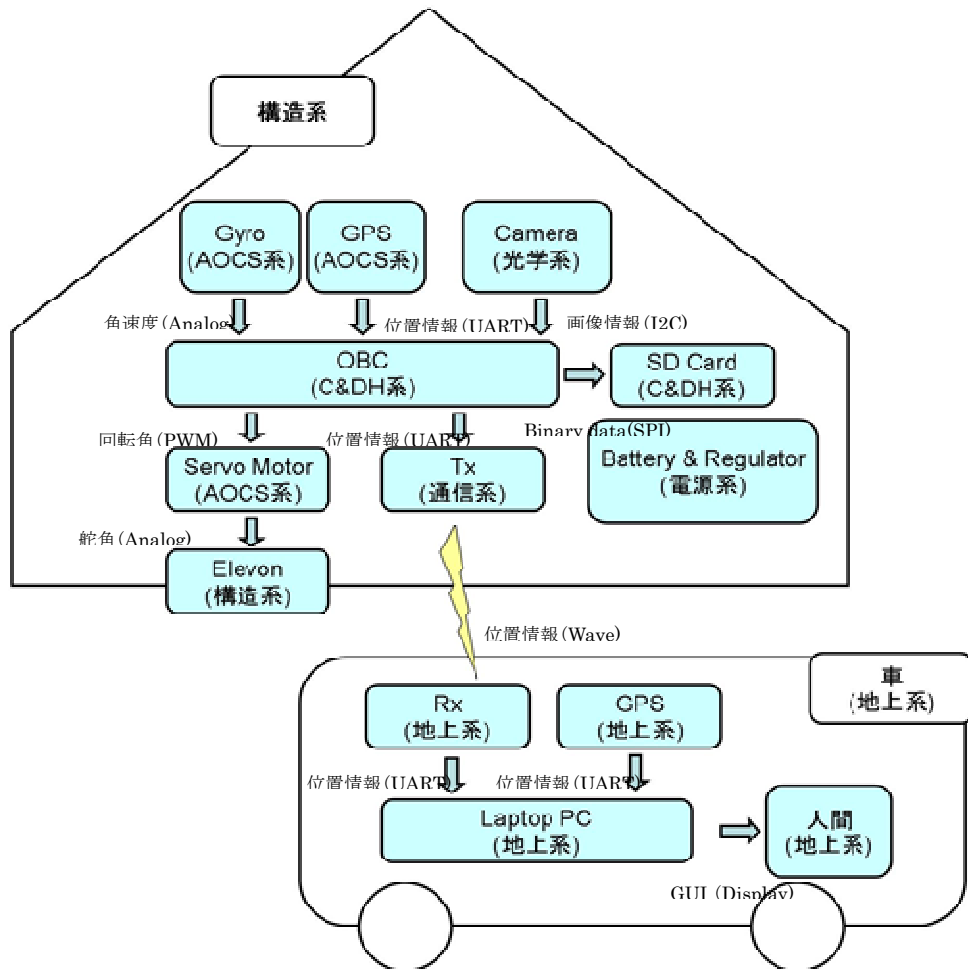 構造系
Gyro
(AOCS系)
GPS
(AOCS系)
Camera
(光学系)
角速度(Analog)
位置情報(UART)
画像情報(I2C)
OBC
(C&DH系)
SD Card
(C&DH系)
回転角(PWM)
位置情報(UART)
Binary data(SPI)
Servo Motor
(AOCS系)
Tx
(通信系)
Battery & Regulator
(電源系)
舵角(Analog)
Elevon
(構造系)
位置情報(Wave)
車
(地上系)
Rx
(地上系)
GPS
(地上系)
位置情報(UART)
位置情報(UART)
Laptop PC
(地上系)
人間
(地上系)
GUI (Display)